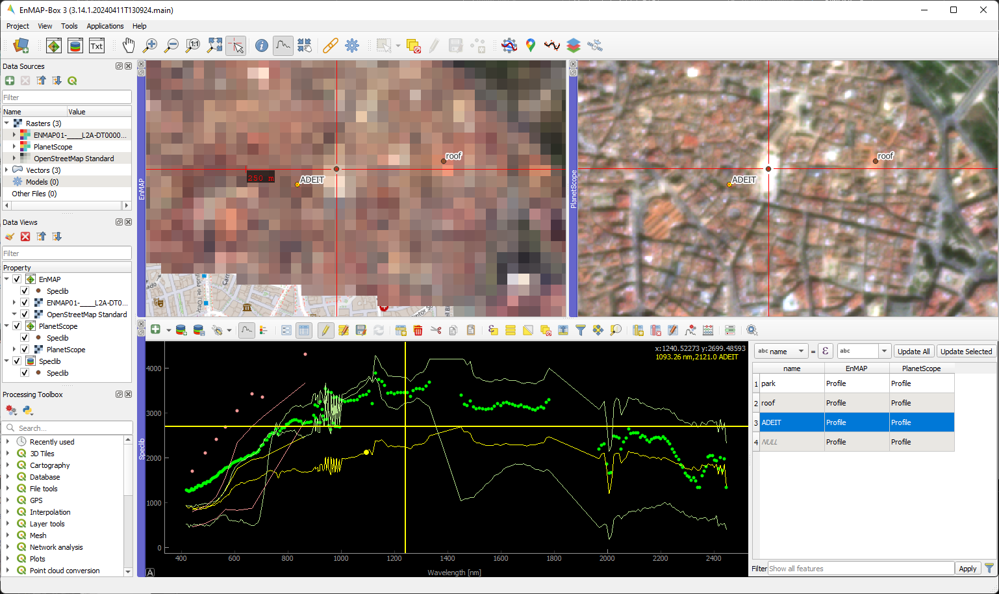 EnMAP-Box 3 (3.14.1.20240411T130924.main)
Project View Tools Applications Help
1:1 Txt
Data Sources
Filter
Name Value
Rasters (3)
ENMAP01-____L2A-DT0000...
PlanetScope
OpenStreetMap Standard
Vectors (3)
Models (0)
Other Files (0)
Data Views
Filter
Property
EnMAP
Speclib
ENMAP01-____L2A-DT0...
OpenStreetMap Standard
PlanetScope
Speclib
PlanetScope
Speclib
Speclib
Processing Toolbox
Search...
Recently used
3D Tiles
Cartography
Database
File tools
GPS
Interpolation
Layer tools
Mesh
Network analysis
Plots
Point cloud conversion
EnMAP
roof
250 m
ADEIT
PlanetScope
roof
ADEIT
Speclib
x:1240.52273 y:2699.48593
1093.26 nm,2121.0 ADEIT
4000
3000
2000
1000
0
400 600 800 1000 1200 1400 1600 1800 2000 2200 2400
Wavelength [nm]
A
abc name = ε abc Update All Update Selected
name EnMAP PlanetScope
1 park Profile Profile
2 roof Profile Profile
3 ADEIT Profile Profile
4 NULL Profile Profile
Filter Show all features Apply